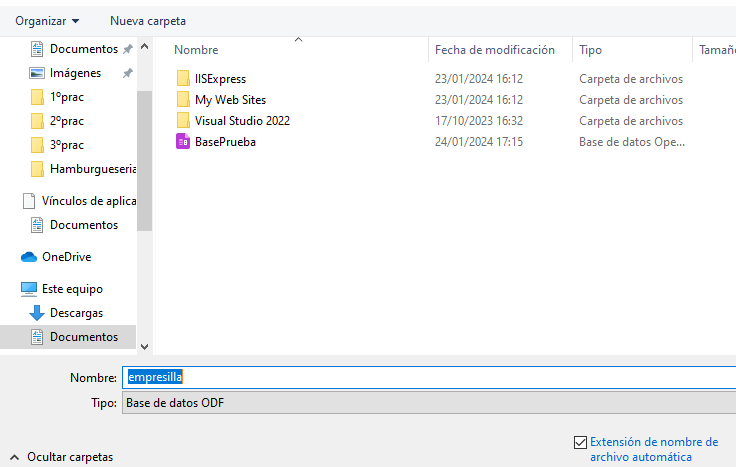 Organizar Nueva carpeta
Nombre Fecha de modificación Tipo Tamañ
Documentos
Imágenes
1ºprac
2ºprac
3ºprac
Hamburgueseria
Vínculos de aplica
Documentos
OneDrive
Este equipo
Descargas
Documentos
IISExpress 23/01/2024 16:12 Carpeta de archivos
My Web Sites 23/01/2024 16:12 Carpeta de archivos
Visual Studio 2022 17/10/2023 16:32 Carpeta de archivos
BasePrueba 24/01/2024 17:15 Base de datos Ope...
Nombre: empresilla
Tipo: Base de datos ODF
Extensión de nombre de
archivo automática
Ocultar carpetas